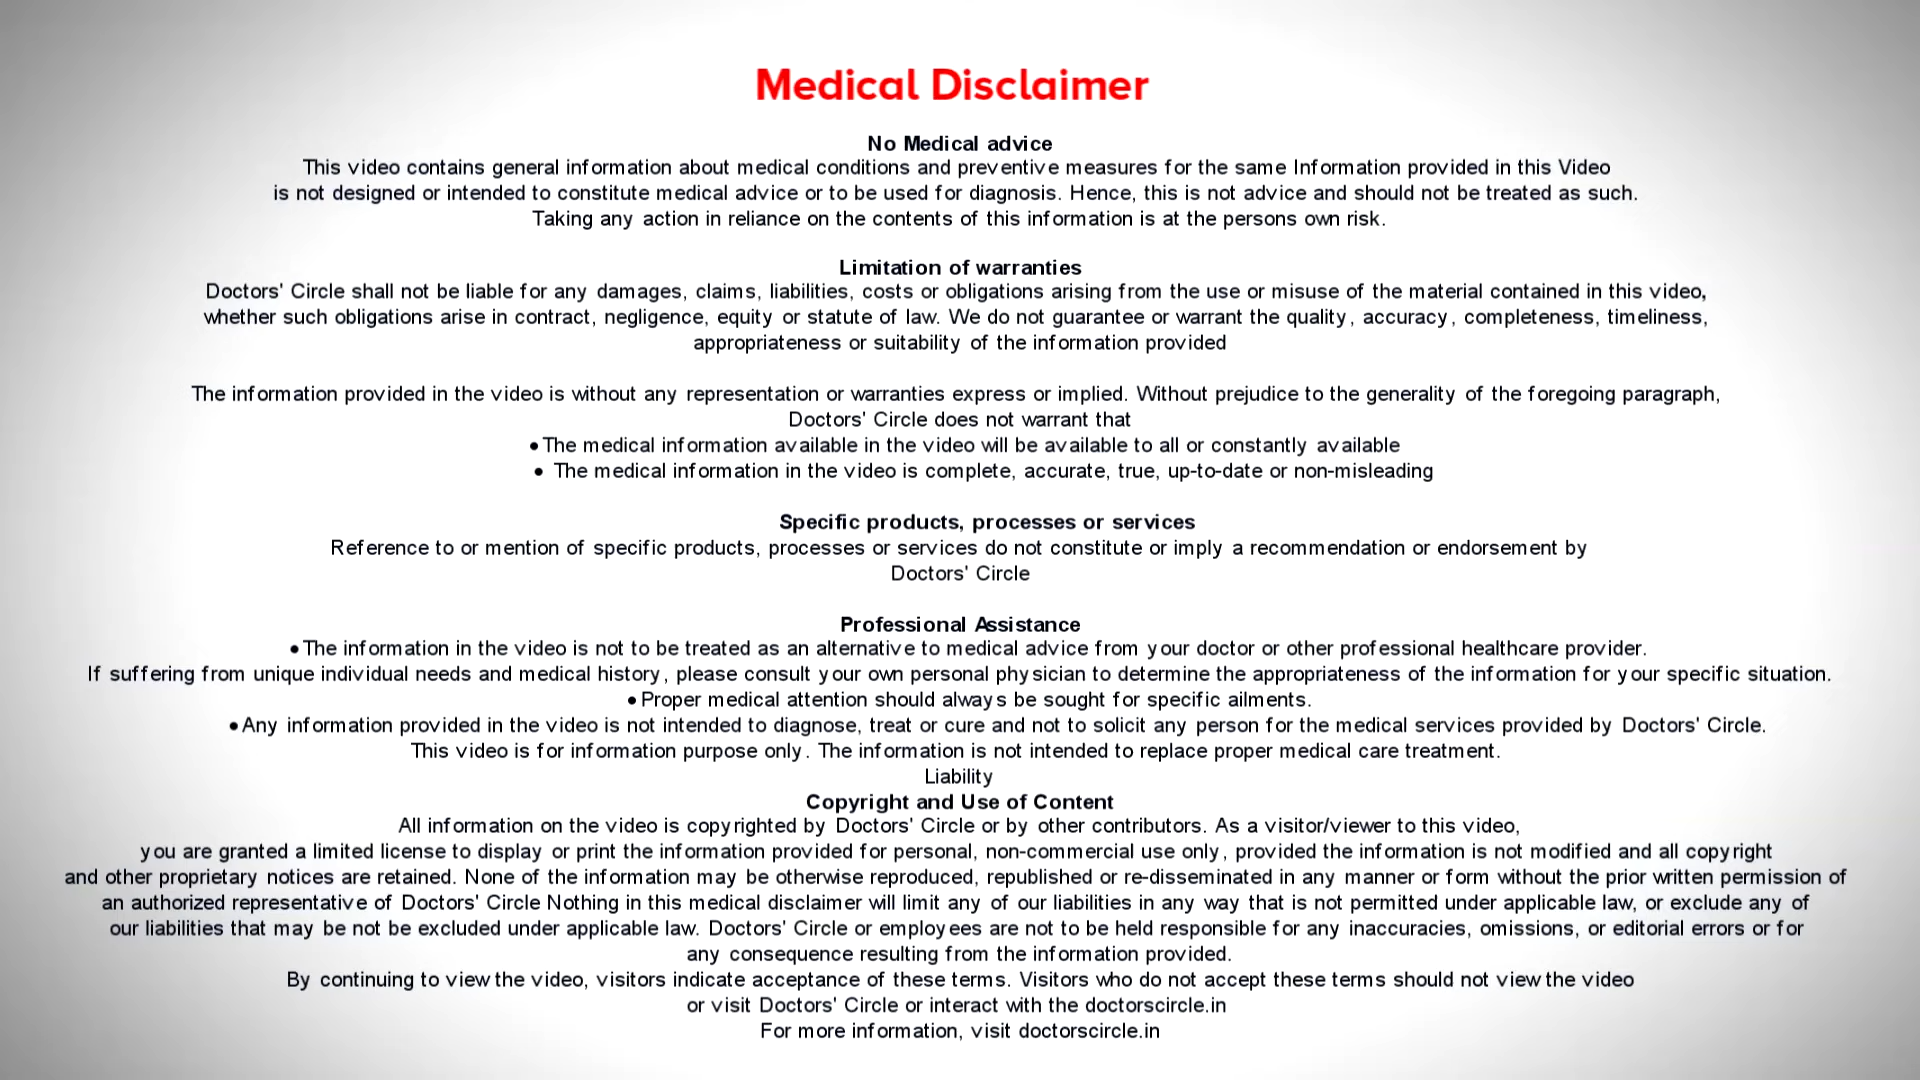 Medical Disclaimer
No Medical advice
This video contains general information about medical conditions and preventive measures for the same Information provided in this Video
is not designed or intended to constitute medical advice or to be used for diagnosis. Hence, this is not advice and should not be treated as such.
Taking any action in reliance on the contents of this information is at the persons own risk.
Limitation of warranties
Doctors' Circle shall not be liable for any damages, claims, liabilities, costs or obligations arising from the use or misuse of the material contained in this video,
whether such obligations arise in contract, negligence, equity or statute of law. We do not guarantee or warrant the quality, accuracy, completeness, timeliness,
appropriateness or suitability of the information provided
The information provided in the video is without any representation or warranties express or implied. Without prejudice to the generality of the foregoing paragraph,
Doctors' Circle does not warrant that
• The medical information available in the video will be available to all or constantly available
• The medical information in the video is complete, accurate, true, up-to-date or non-misleading
Specific products, processes or services
Reference to or mention of specific products, processes or services do not constitute or imply a recommendation or endorsement by
Doctors' Circle
Professional Assistance
• The information in the video is not to be treated as an alternative to medical advice from your doctor or other professional healthcare provider.
If suffering from unique individual needs and medical history, please consult your own personal physician to determine the appropriateness of the information for your specific situation.
• Proper medical attention should always be sought for specific ailments.
• Any information provided in the video is not intended to diagnose, treat or cure and not to solicit any person for the medical services provided by Doctors' Circle.
This video is for information purpose only. The information is not intended to replace proper medical care treatment.
Liability
Copyright and Use of Content
All information on the video is copyrighted by Doctors' Circle or by other contributors. As a visitor/viewer to this video,
you are granted a limited license to display or print the information provided for personal, non-commercial use only, provided the information is not modified and all copyright
and other proprietary notices are retained. None of the information may be otherwise reproduced, republished or re-disseminated in any manner or form without the prior written permission of
an authorized representative of Doctors' Circle Nothing in this medical disclaimer will limit any of our liabilities in any way that is not permitted under applicable law, or exclude any of
our liabilities that may be not be excluded under applicable law. Doctors' Circle or employees are not to be held responsible for any inaccuracies, omissions, or editorial errors or for
any consequence resulting from the information provided.
By continuing to view the video, visitors indicate acceptance of these terms. Visitors who do not accept these terms should not view the video
or visit Doctors' Circle or interact with the doctorscircle.in
For more information, visit doctorscircle.in